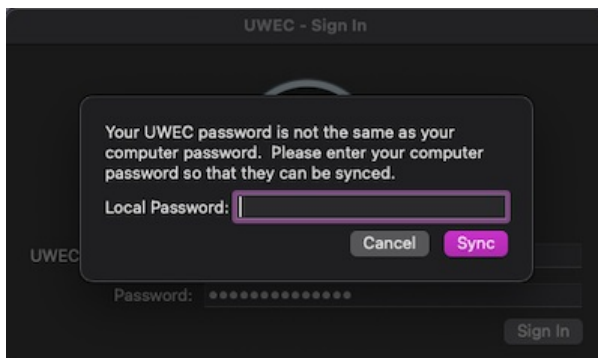 UWEC - Sign In
Your UWEC password is not the same as your
computer password. Please enter your computer
password so that they can be synced.
Local Password:
Cancel Sync
UWEC
Password: ●●●●●●●●●●●●●●
Sign In